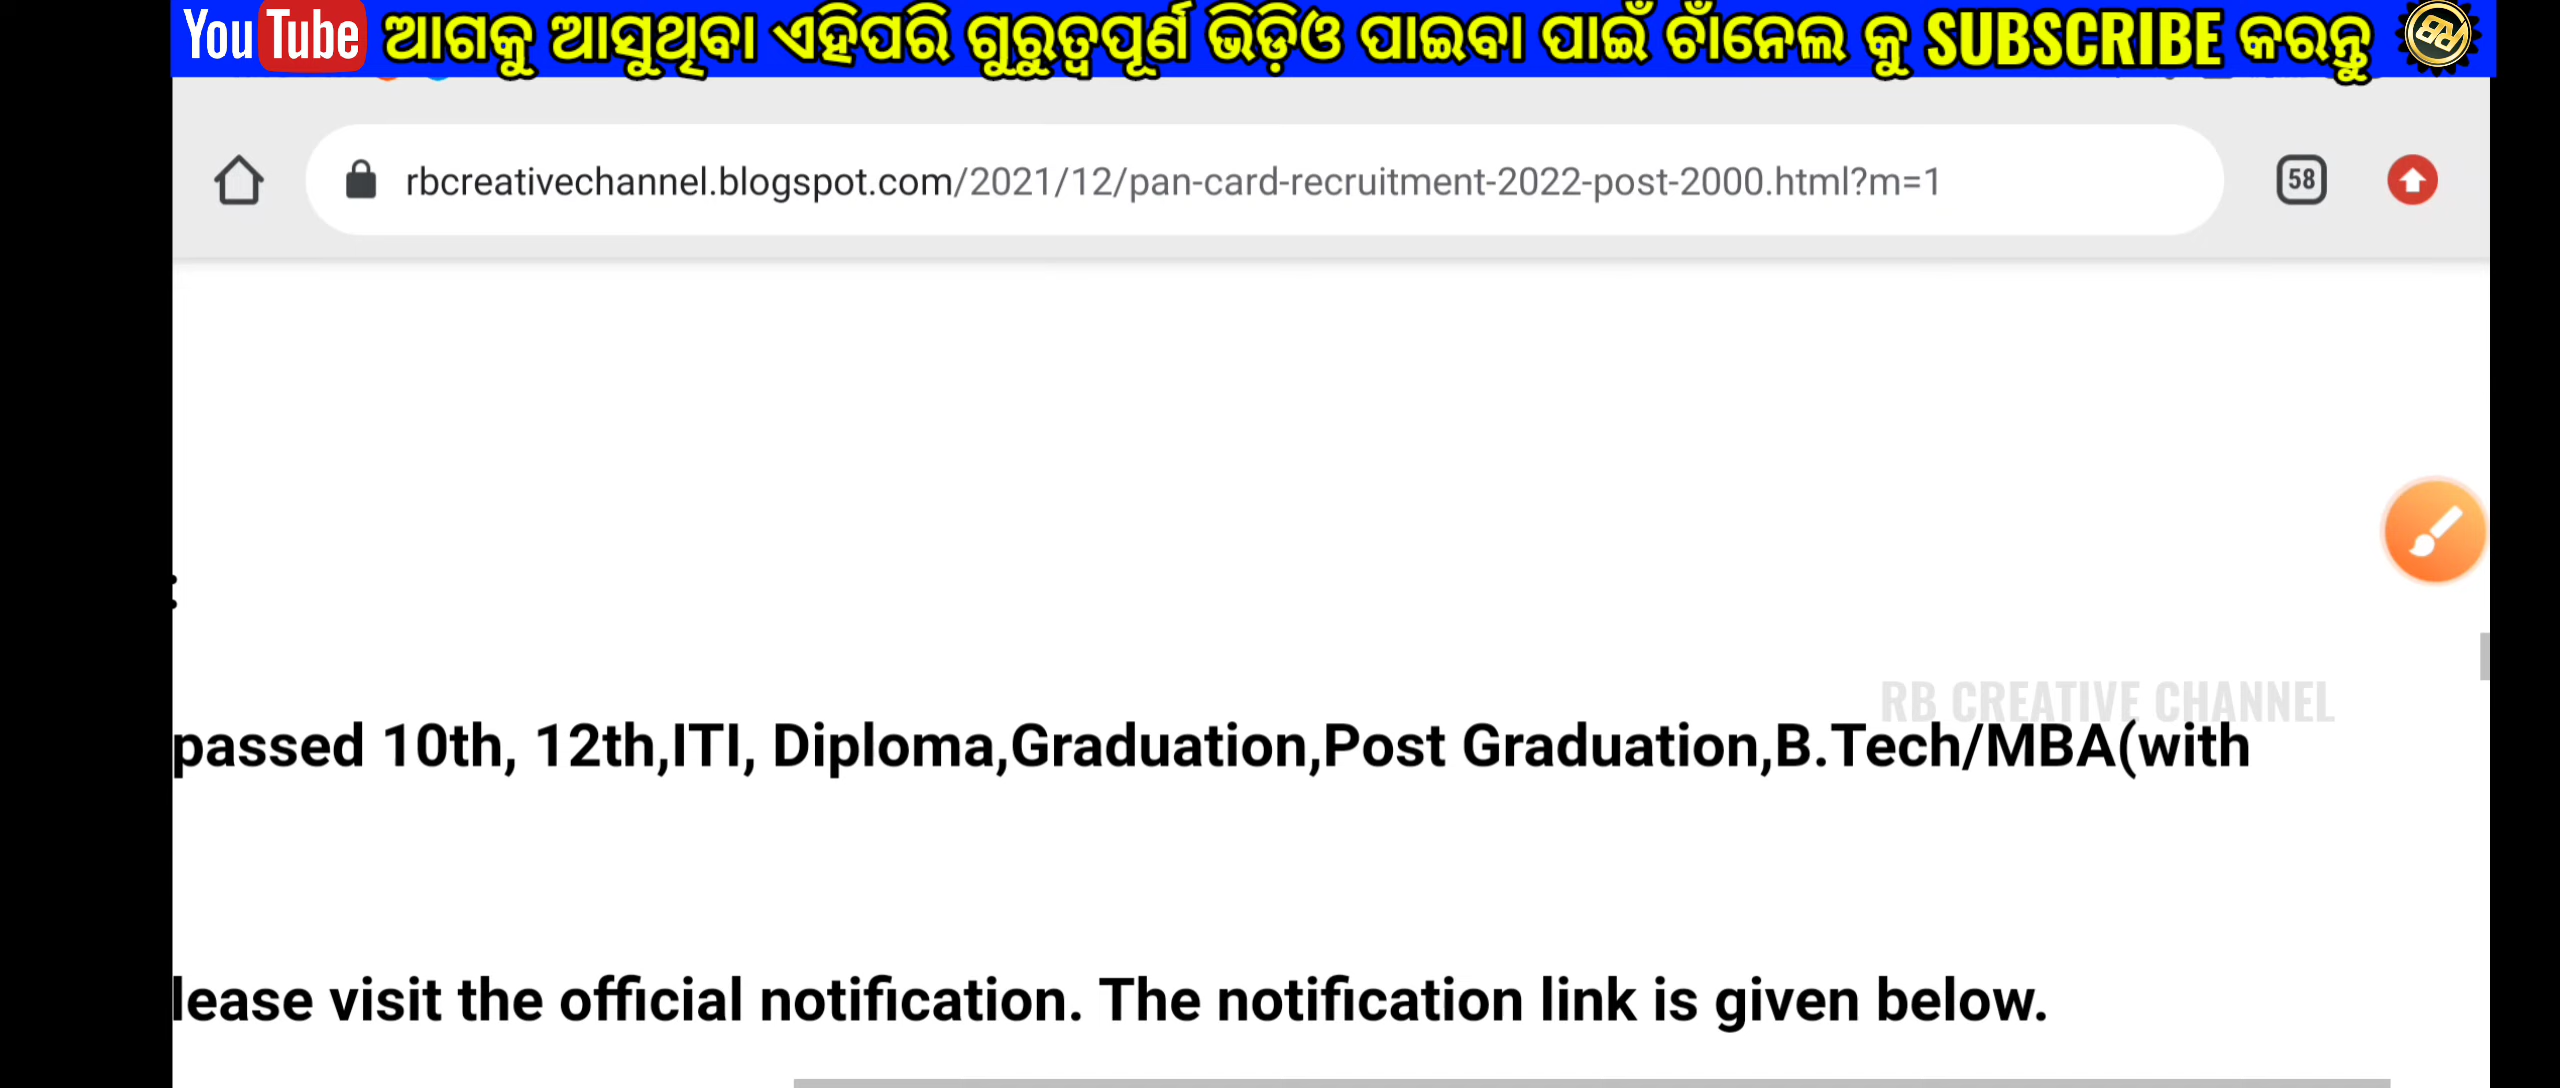 YouTube ଆଗକୁ ଆସୁଥିବା ଏହିପରି ଗୁରୁତ୍ୱପୂର୍ଣ ଭିଡ଼ିଓ ପାଇବା ପାଇଁ ଚାଁନେଲ କୁ SUBSCRIBE କରନ୍ତୁ RB
rbcreativechannel.blogspot.com/2021/12/pan-card-recruitment-2022-post-2000.html?m=1 58
:
RB CREATIVE CHANNEL
passed 10th, 12th,ITI, Diploma,Graduation,Post Graduation,B.Tech/MBA(with
lease visit the official notification. The notification link is given below.